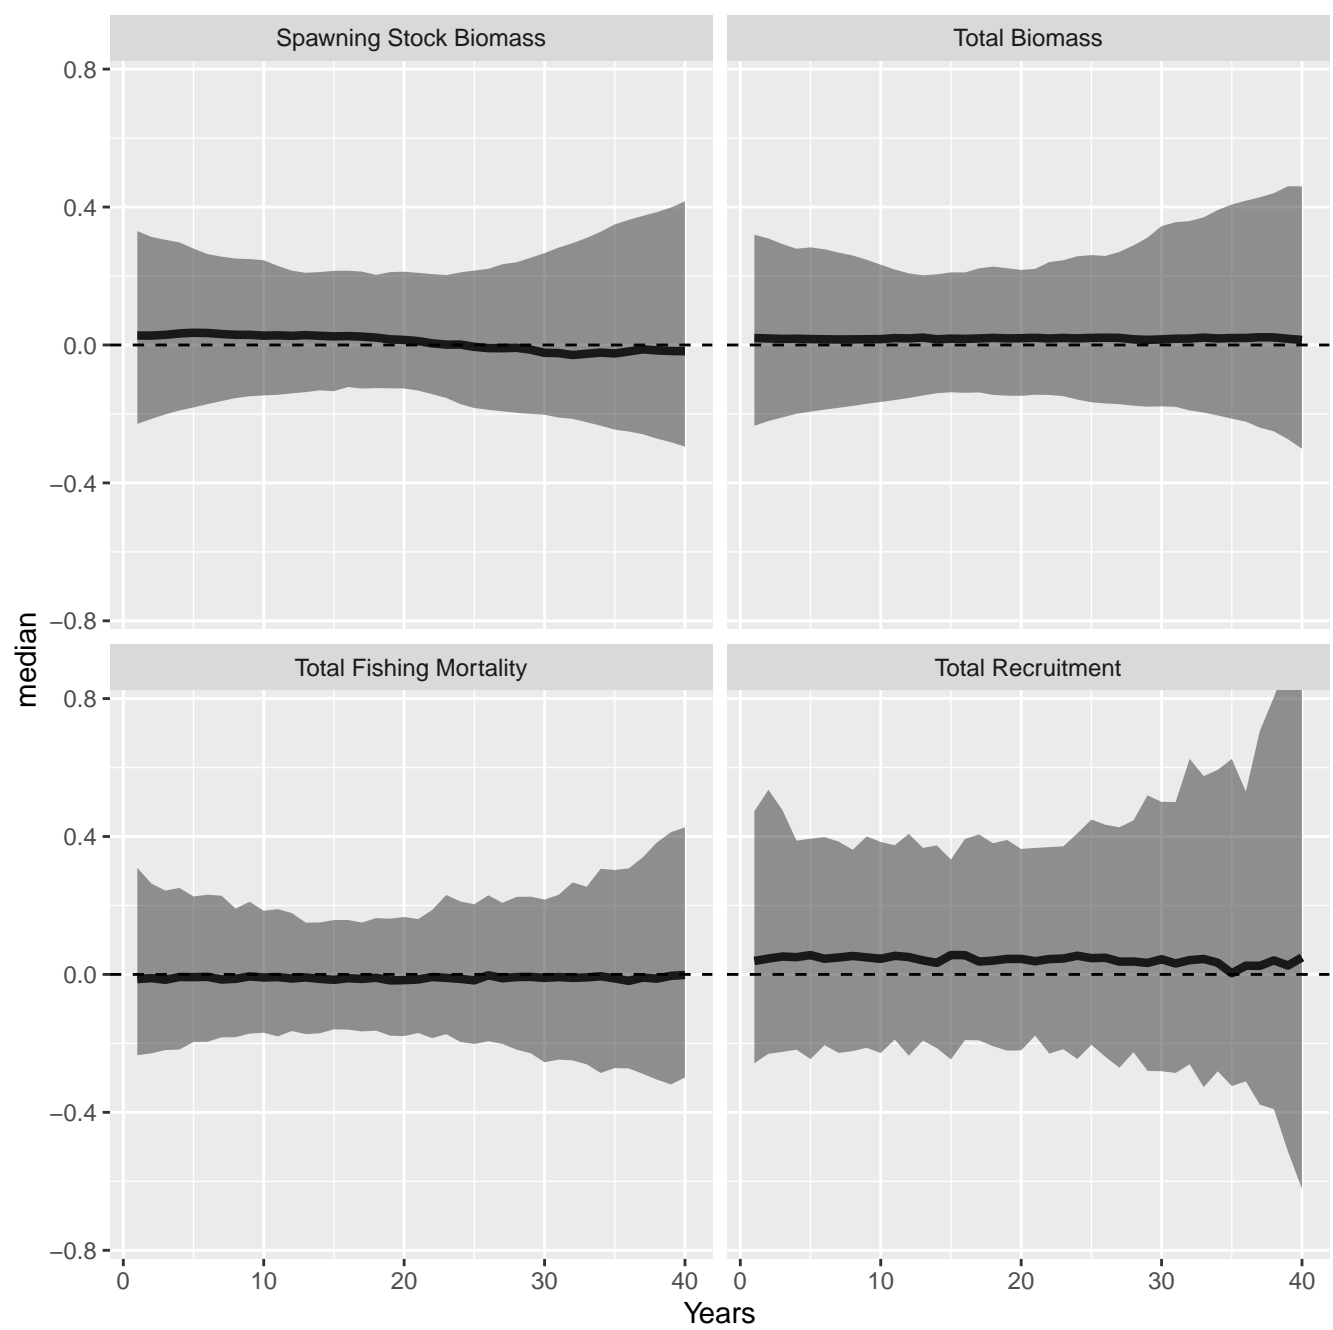 Spawning Stock Biomass
Total Biomass
0.8
0.4
0.0
−0.4
−0.8
median
Total Fishing Mortality
Total Recruitment
0.8
0.4
0.0
−0.4
−0.8
0 10 20 30 40
0 10 20 30 40
Years